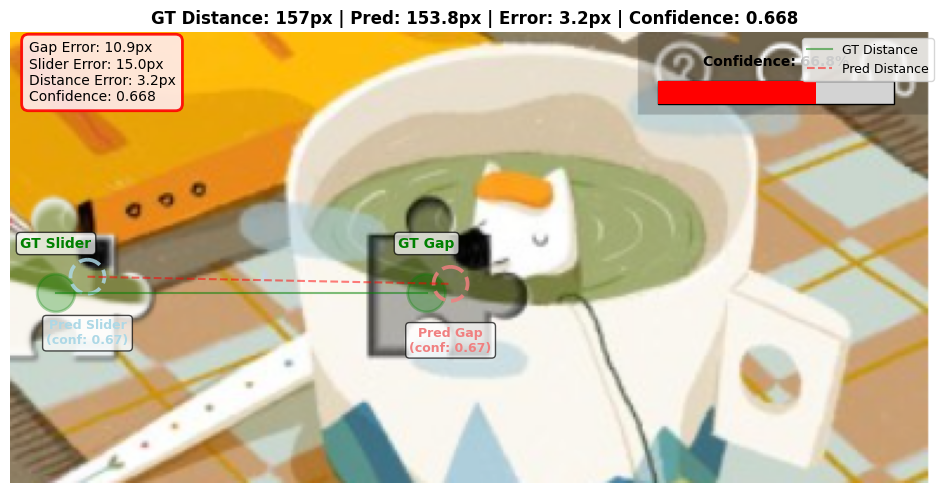 GT Distance: 157px | Pred: 153.8px | Error: 3.2px | Confidence: 0.668
Gap Error: 10.9px
Slider Error: 15.0px
Distance Error: 3.2px
Confidence: 0.668
Confidence: 66.8%
GT Distance
Pred Distance
GT Slider
GT Gap
Pred Slider
(conf: 0.67)
Pred Gap
(conf: 0.67)